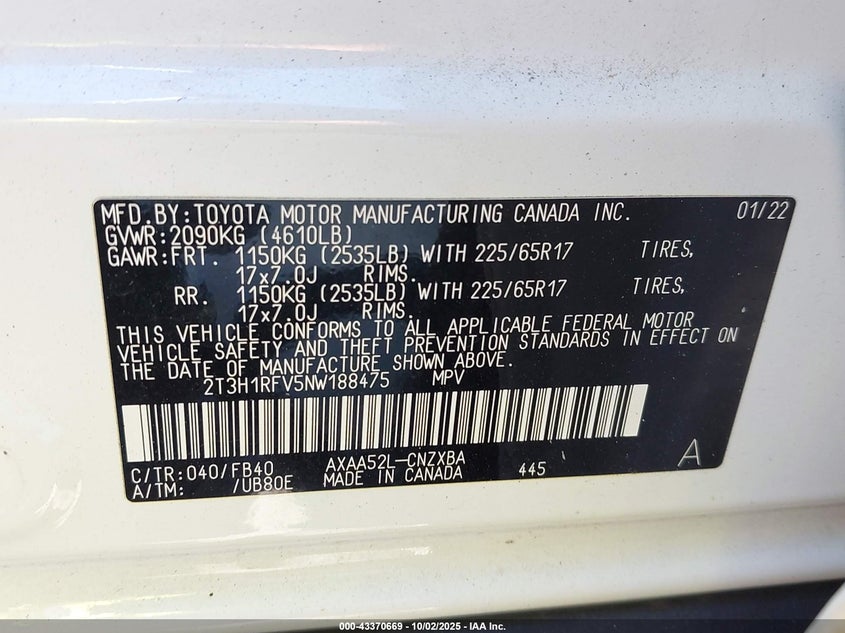 MFD.BY:TOYOTA MOTOR MANUFACTURING CANADA INC. 01/22
GVWR:2090KG (4610LB)
GAWR:FRT. 1150KG (2535LB) WITH 225/65R17 TIRES,
17x7.0J RIMS.
RR. 1150KG (2535LB) WITH 225/65R17 TIRES,
17x7.0J RIMS.
THIS VEHICLE CONFORMS TO ALL APPLICABLE FEDERAL MOTOR
VEHICLE SAFETY AND THEFT PREVENTION STANDARDS IN EFFECT ON
THE DATE OF MANUFACTURE SHOWN ABOVE.
2T3H1RFV5NW188475 MPV
C/TR:040/FB40 AXAA52L-CNZXBA 445 A
A/TM: /UB80E MADE IN CANADA
000-43370669 - 10/02/2025 - IAA Inc.